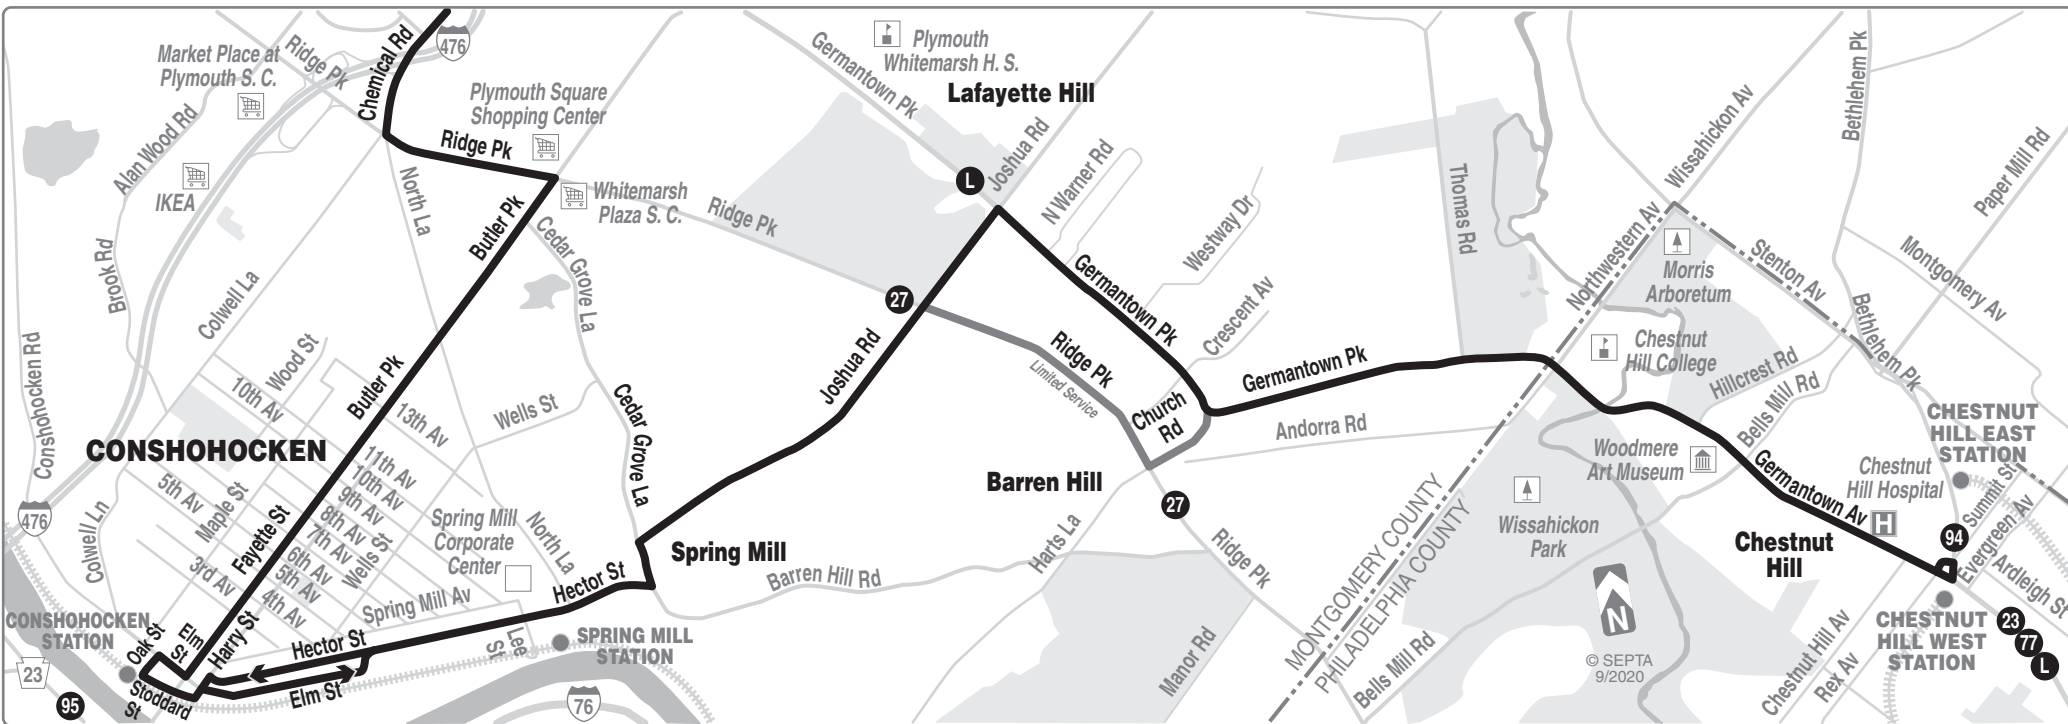 Market Place at
Plymouth S. C.
Ridge Pk
Chemical Rd
476
Plymouth Square
Shopping Center
Germantown Pk
Plymouth
Whitemarsh H. S.
Lafayette Hill
Joshua Rd
N Warner Rd
Wissahickon Av
Bethlehem Pk
Paper Mill Rd
Alan Wood Rd
IKEA
Ridge Pk
North La
Butler Pk
Whitemarsh
Plaza S. C.
Ridge Pk
L
Westway Dr
Thomas Rd
Northwestern Av
Morris
Arboretum
Stenton Av
Montgomery Av
Brook Rd
Colwell La
Cedar Grove La
27
Germantown Pk
Crescent Av
Chestnut
Hill College
Bethlehem Pk
Conshohocken Rd
Wood St
10th Av
Butler Pk
13th Av
Wells St
Cedar Grove La
Joshua Rd
Ridge Pk
Limited Service
Church
Rd
Germantown Pk
Andorra Rd
Hillcrest Rd
Bells Mill Rd
Woodmere
Art Museum
Germantown Av
Chestnut
Hill Hospital
H
CHESTNUT
HILL EAST
STATION
CONSHOHOCKEN
5th Av
Maple St
11th Av
10th Av
9th Av
8th Av
7th Av
6th Av
5th Av
4th Av
Wells St
Fayette St
3rd Av
476
Colwell Ln
Spring Mill
Corporate
Center
North La
Spring Mill
Barren Hill
27
Harts La
Barren Hill Rd
Ridge Pk
MONTGOMERY COUNTY
PHILADELPHIA COUNTY
Wissahickon
Park
N
Chestnut
Hill
94
Summit St
Evergreen Av
Ardleigh St
CONSHOHOCKEN
STATION
Oak St
Elm
St
Harry St
Spring Mill Av
Hector St
Hector St
Lee
St
SPRING MILL
STATION
Elm St
Stoddard
St
23
95
76
Manor Rd
Bells Mill Rd
© SEPTA
9/2020
Chestnut Hill Av
Rex Av
CHESTNUT
HILL WEST
STATION
23
77
L